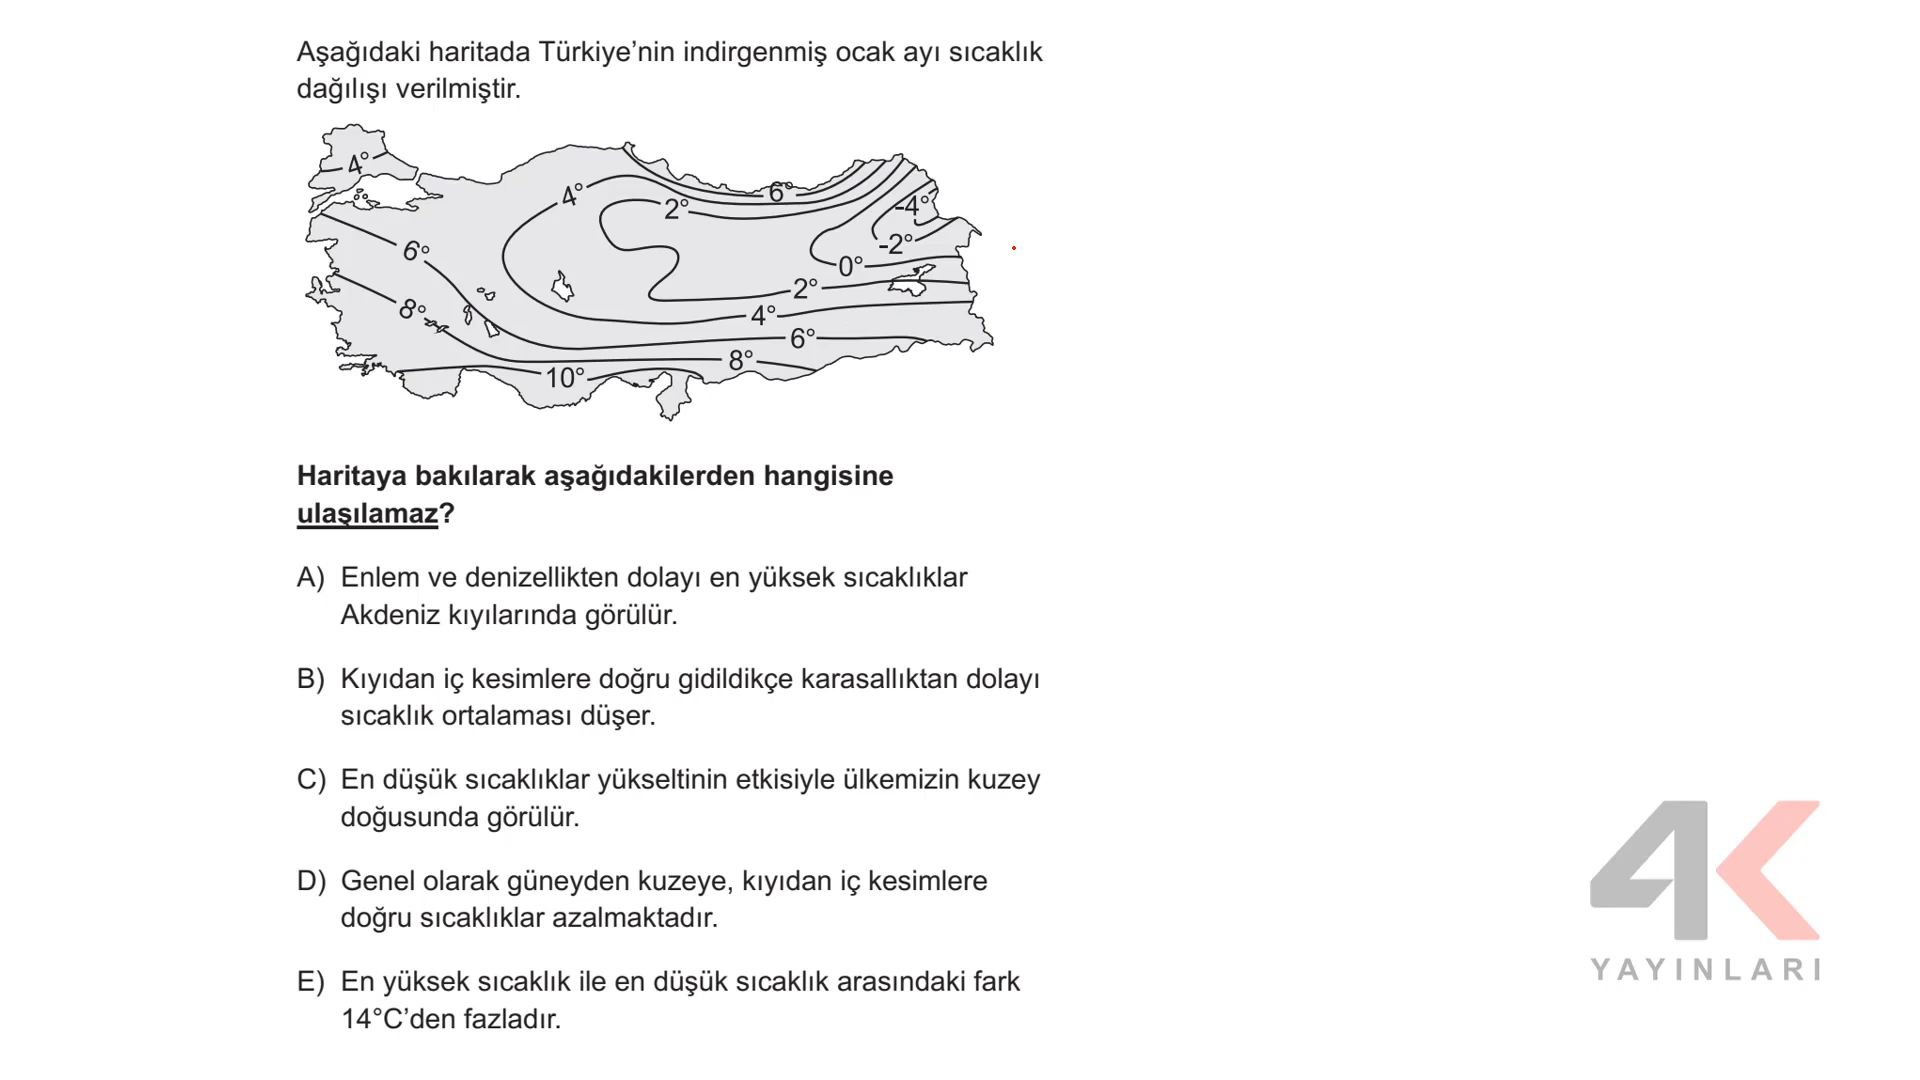 Aşağıdaki haritada Türkiye’nin indirgenmiş ocak ayı sıcaklık
dağılışı verilmiştir.
4°
4°
6°
2°
-4°
6°
-2°
0°
2°
8°
4°
6°
8°
10°
Haritaya bakılarak aşağıdakilerden hangisine
ulaşılamaz?
A) Enlem ve denizellikten dolayı en yüksek sıcaklıklar
Akdeniz kıyılarında görülür.
B) Kıyıdan iç kesimlere doğru gidildikçe karasallıktan dolayı
sıcaklık ortalaması düşer.
C) En düşük sıcaklıklar yükseltinin etkisiyle ülkemizin kuzey
doğusunda görülür.
D) Genel olarak güneyden kuzeye, kıyıdan iç kesimlere
doğru sıcaklıklar azalmaktadır.
E) En yüksek sıcaklık ile en düşük sıcaklık arasındaki fark
14°C’den fazladır.
4K
YAYINLARI